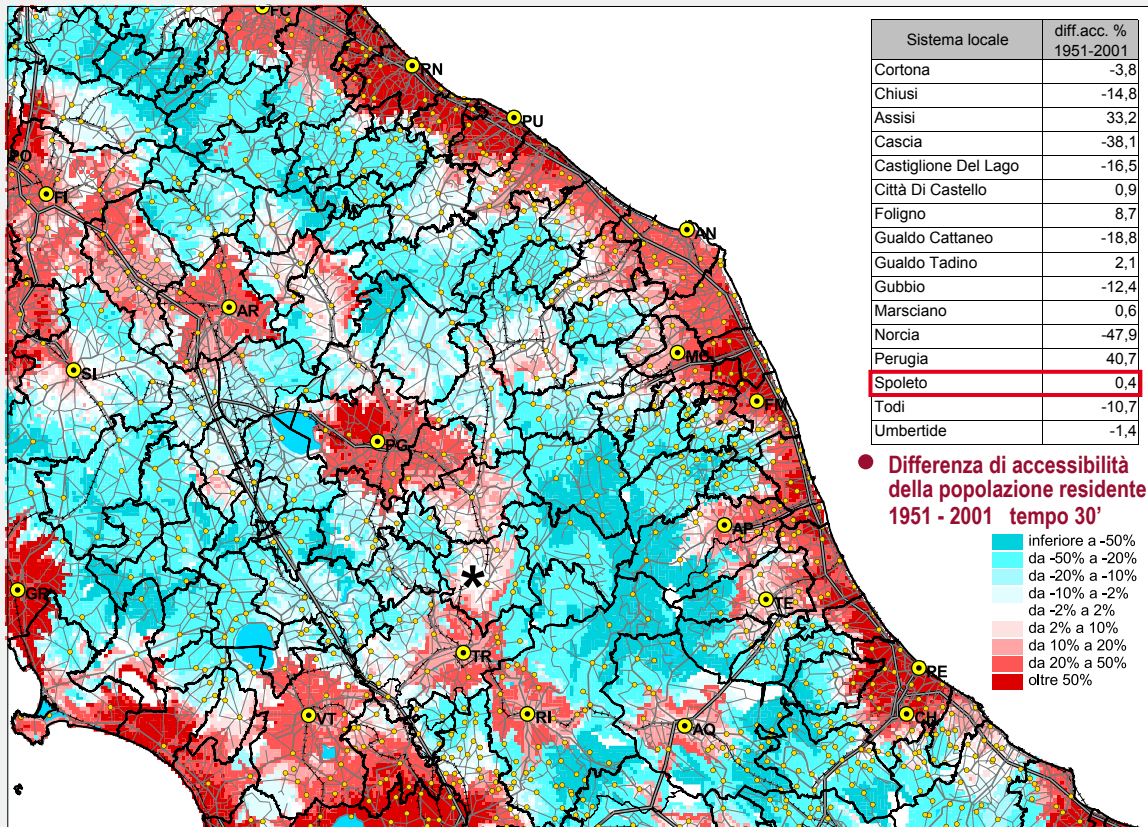 Sistema locale diff.acc. % 1951-2001
Cortona -3,8
Chiusi -14,8
Assisi 33,2
Cascia -38,1
Castiglione Del Lago -16,5
Città Di Castello 0,9
Foligno 8,7
Gualdo Cattaneo -18,8
Gualdo Tadino 2,1
Gubbio -12,4
Marsciano 0,6
Norcia -47,9
Perugia 40,7
Spoleto 0,4
Todi -10,7
Umbertide -1,4
Differenza di accessibilità
della popolazione residente
1951 - 2001 tempo 30'
inferiore a -50%
da -50% a -20%
da -20% a -10%
da -10% a -2%
da -2% a 2%
da 2% a 10%
da 10% a 20%
da 20% a 50%
oltre 50%
FC
RN
PU
PO
FI
AN
AR
MC
SI
PG
AP
*
GR
TE
TR
PE
VT
RI
AQ
CH